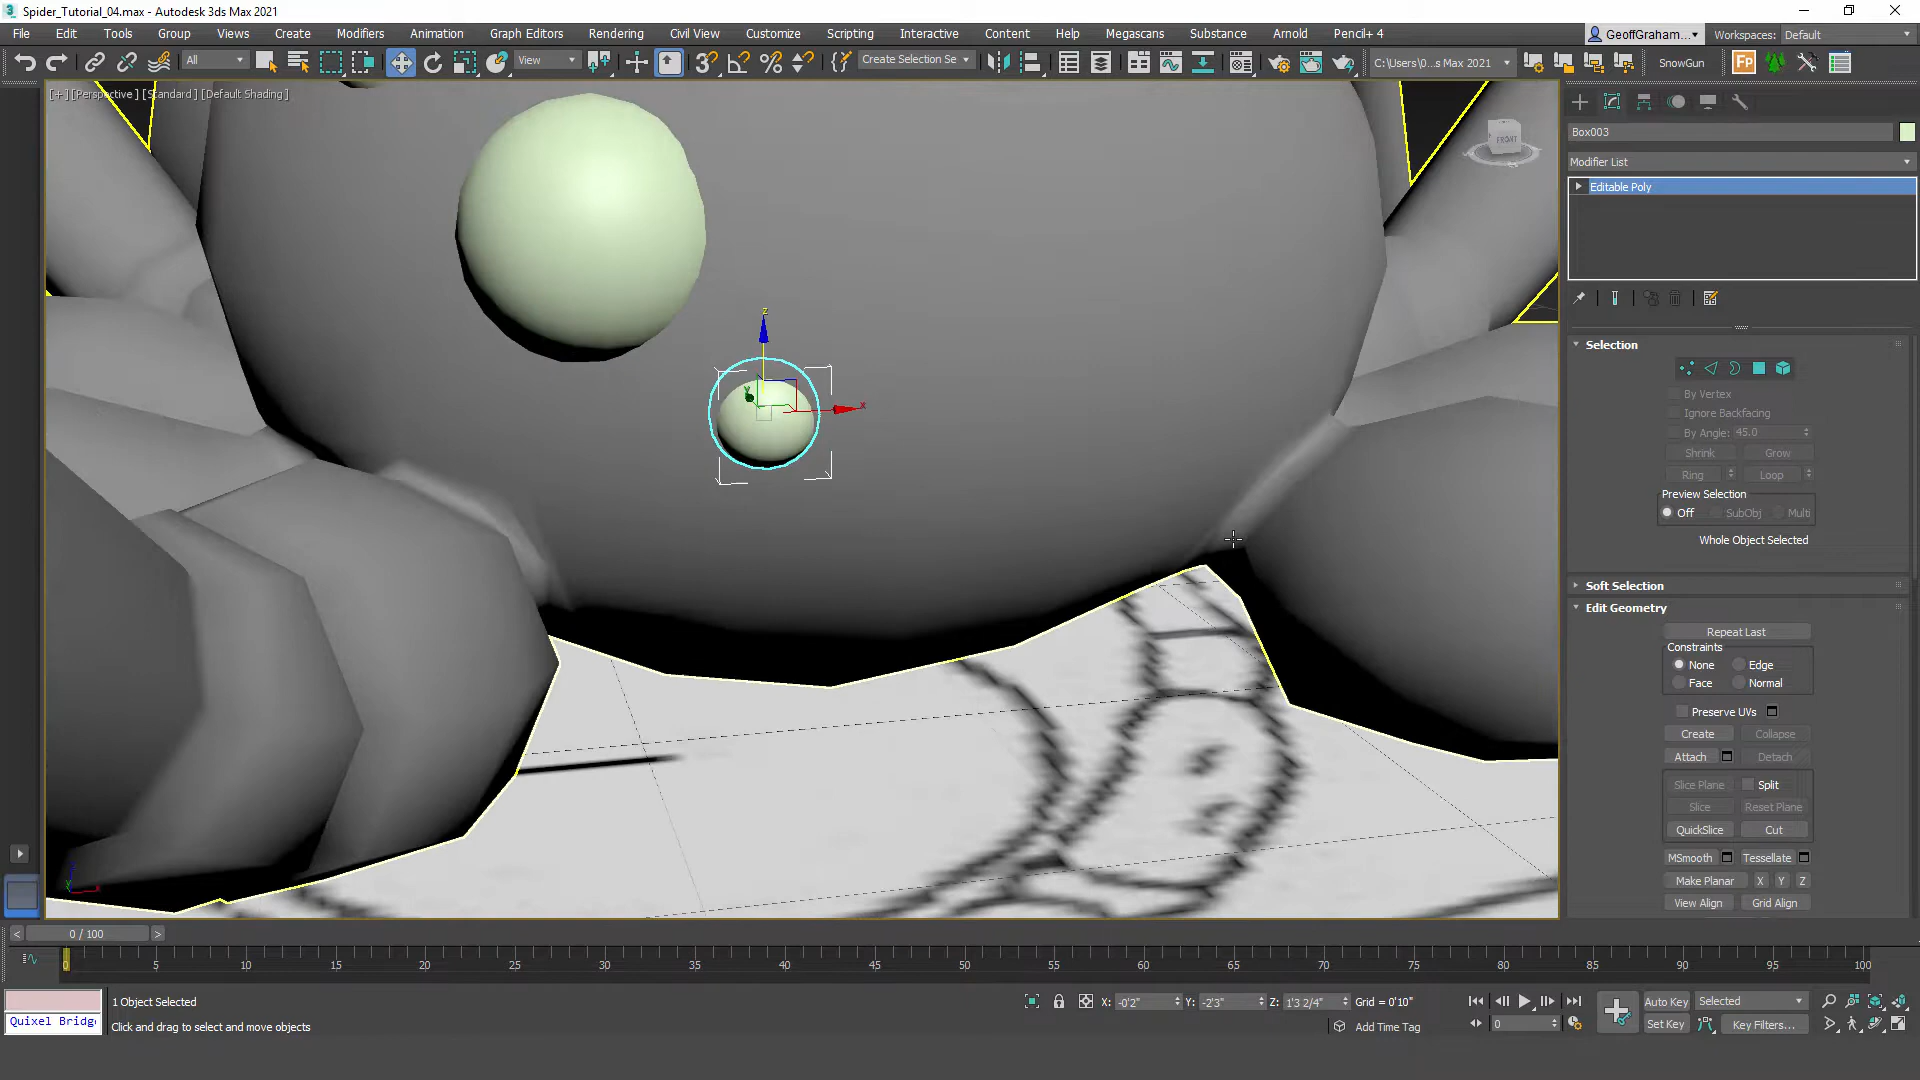 Spider_Tutorial_04.max - Autodesk 3ds Max 2021
File Edit Tools Group Views Create Modifiers Animation Graph Editors Rendering Civil View Customize Scripting Interactive Content Help Megascans Substance Arnold Pencil+ 4
GeoffGraham... Workspaces: Default
All View Create Selection Se C:\Users\0...s Max 2021 SnowGun
[+] [Perspective ] [Standard ] [Default Shading ]
FRONT
Box003
Modifier List
Editable Poly
Selection
By Vertex
Ignore Backfacing
By Angle: 45.0
Shrink Grow
Ring Loop
Preview Selection
Off SubObj Multi
Whole Object Selected
Soft Selection
Edit Geometry
Repeat Last
Constraints
None Edge
Face Normal
Preserve UVs
Create Collapse
Attach Detach
Slice Plane Split
Slice Reset Plane
QuickSlice Cut
MSmooth Tessellate
Make Planar X Y Z
View Align Grid Align
z
y
x
< 0 / 100 >
0 5 10 15 20 25 30 35 40 45 50 55 60 65 70 75 80 85 90 95 100
1 Object Selected
X: -0'2" Y: -2'3" Z: 1'3 2/4" Grid = 0'10"
Auto Key Selected
Quixel Bridg
Click and drag to select and move objects
Add Time Tag
0
Set Key Key Filters...